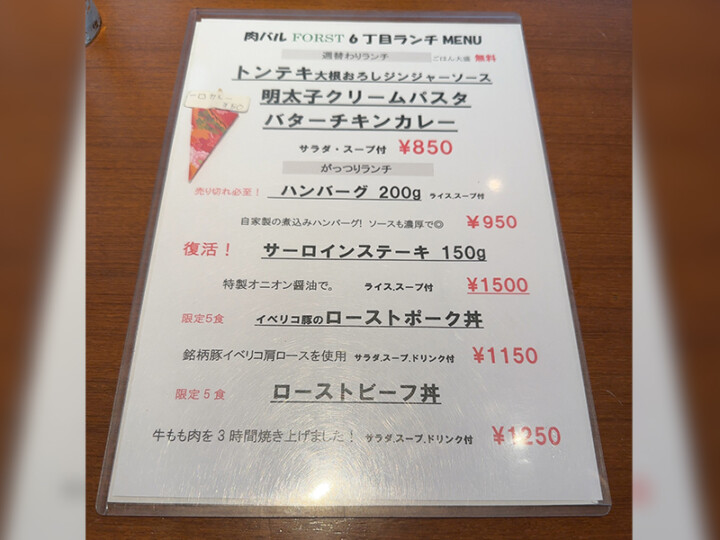 肉バル FORST 6丁目ランチ MENU
週替わりランチ ごはん大盛 無料
トンテキ大根おろしジンジャーソース
明太子クリームパスタ
バターチキンカレー
サラダ・スープ付 ¥850
がっつりランチ
売り切れ必至！ ハンバーグ 200g ライス,スープ付
自家製の煮込みハンバーグ! ソースも濃厚で◎ ¥950
復活！ サーロインステーキ 150g
特製オニオン醤油で。 ライス,スープ付 ¥1500
限定5食 イベリコ豚のローストポーク丼
銘柄豚イベリコ肩ロースを使用 サラダ,スープ,ドリンク付 ¥1150
限定5食 ローストビーフ丼
牛もも肉を3時間焼き上げました！ サラダ,スープ,ドリンク付 ¥1250